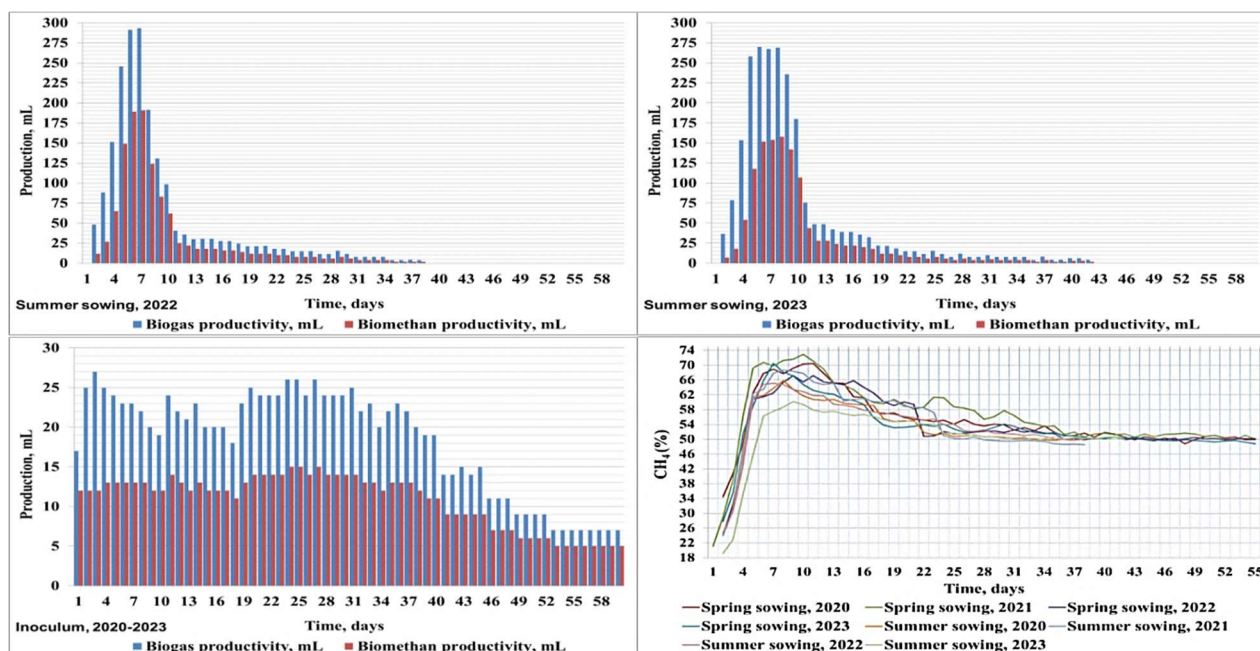 300
275
250
225
200
175
150
125
100
75
50
25
0
Production, mL
1 4 7 10 13 16 19 22 25 28 31 34 37 40 43 46 49 52 55 58
Summer sowing, 2022
Time, days
Biogas productivity, mL Biomethan productivity, mL
300
275
250
225
200
175
150
125
100
75
50
25
0
Production, mL
1 4 7 10 13 16 19 22 25 28 31 34 37 40 43 46 49 52 55 58
Summer sowing, 2023
Time, days
Biogas productivity, mL Biomethan productivity, mL
30
25
20
15
10
5
0
Production, mL
1 4 7 10 13 16 19 22 25 28 31 34 37 40 43 46 49 52 55 58
Inoculum, 2020-2023
Time, days
Biogas productivity, mL Biomethan productivity, mL
74
70
66
62
58
54
50
46
42
38
34
30
26
22
18
CH₄(%)
1 4 7 10 13 16 19 22 25 28 31 34 37 40 43 46 49 52 55
Time, days
Spring sowing, 2020 Spring sowing, 2021 Spring sowing, 2022
Spring sowing, 2023 Summer sowing, 2020 Summer sowing, 2021
Summer sowing, 2022 Summer sowing, 2023